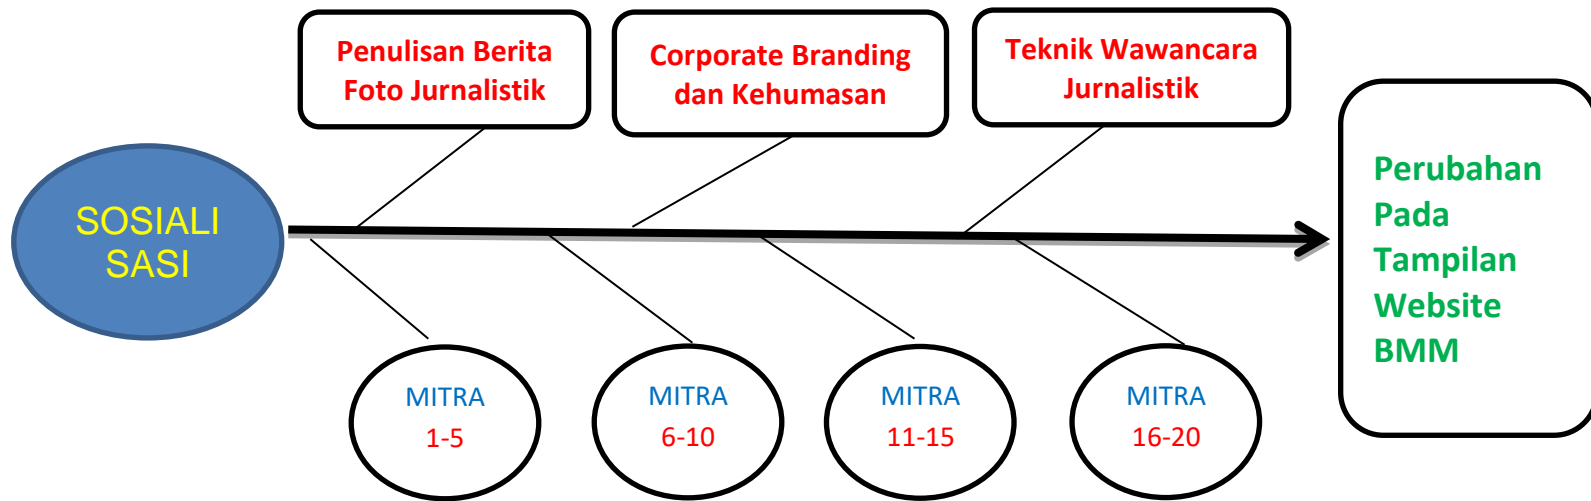 Penulisan Berita
Foto Jurnalistik
Corporate Branding
dan Kehumasan
Teknik Wawancara
Jurnalistik
SOSIALI
SASI
Perubahan
Pada
Tampilan
Website
BMM
MITRA
1-5
MITRA
6-10
MITRA
11-15
MITRA
16-20